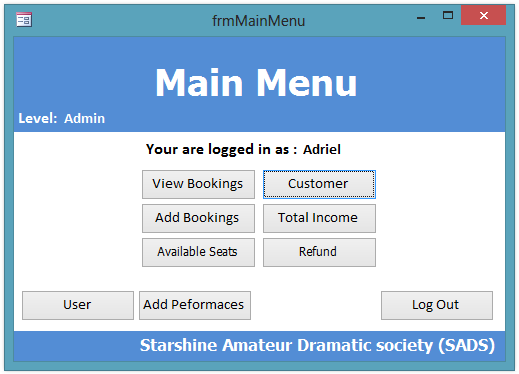 frmMainMenu
Main Menu
Level: Admin
Your are logged in as : Adriel
View Bookings Customer
Add Bookings Total Income
Available Seats Refund
User Add Peformaces Log Out
Starshine Amateur Dramatic society (SADS)